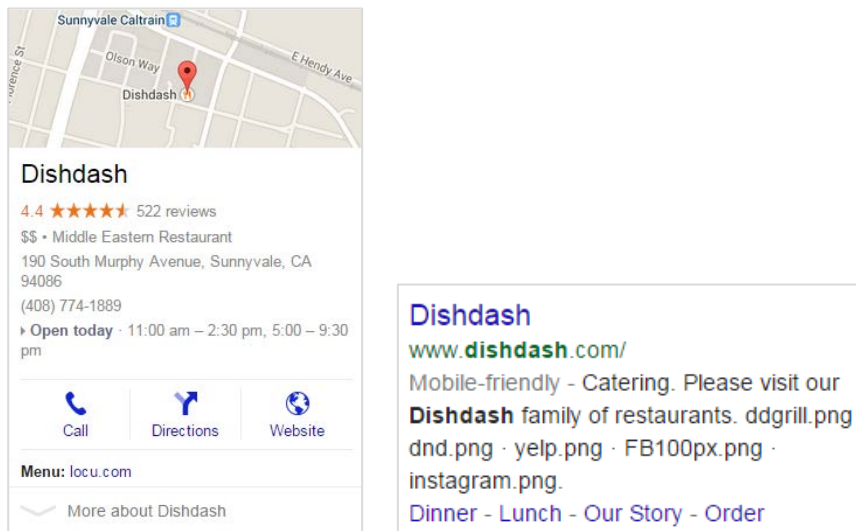 Sunnyvale Caltrain
Olson Way
E Hendy Ave
Dishdash
Dishdash
4.4 522 reviews
$$ • Middle Eastern Restaurant
190 South Murphy Avenue, Sunnyvale, CA
94086
(408) 774-1889
Open today · 11:00 am – 2:30 pm, 5:00 – 9:30
pm
Call Directions Website
Menu: locu.com
More about Dishdash
Dishdash
www.dishdash.com/
Mobile-friendly - Catering. Please visit our
Dishdash family of restaurants. ddgrill.png
dnd.png · yelp.png · FB100px.png ·
instagram.png.
Dinner - Lunch - Our Story - Order